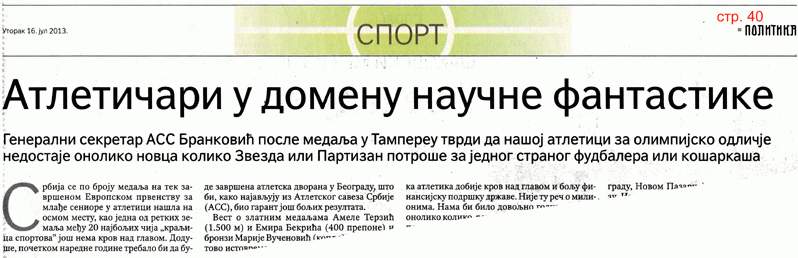 стр. 40
Уторак 16. јул 2013.
СПОРТ
ПОЛИТИКА
Атлетичари у домену научне фантастике
Генерални секретар АСС Бранковић после медаља у Тампереу тврди да нашој атлетици за олимпијско одличје
недостаје онолико новца колико Звезда или Партизан потроше за једног страног фудбалера или кошаркаша
Србија се по броју медаља на тек за-
вршеном Европском првенству за
млађе сениоре у атлетици нашла на
осмом месту, као једна од ретких зе-
маља међу 20 најбољих чија „краљи-
ца спортова” још нема кров над главом. Доду-
ше, почетком наредне године требало би да бу-
де завршена атлетска дворана у Београду, што
би, како најављују из Атлетског савеза Србије
(АСС), био гарант још бољих резултата.
Вест о златним медаљама Амеле Терзић
(1.500 м) и Емира Бекрића (400 препоне) и
бронзи Марије Вученовић
тово
ка атлетика добије кров над главом и бољу фи-
нансијску подршку државе. Није ту реч о мили-
онима. Нама би било довољно
онолико колико
граду, Новом